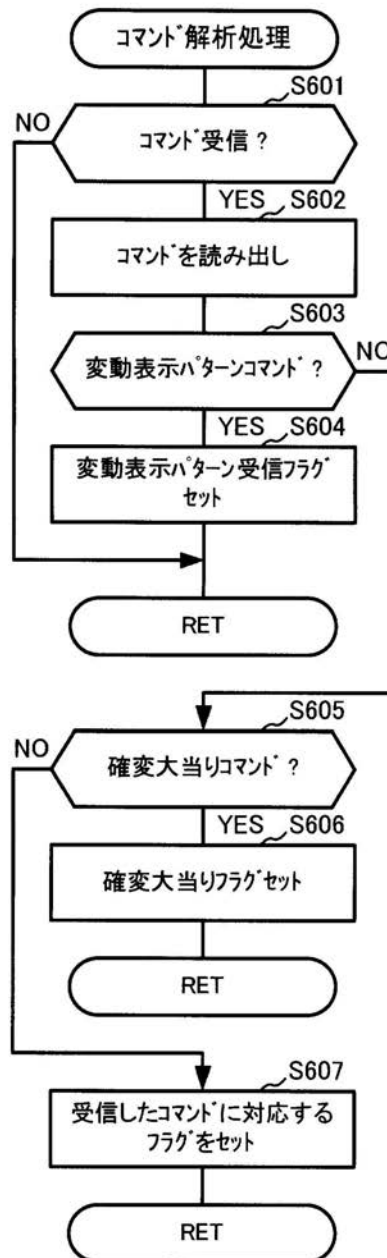 コマンド解析処理
S601
NO
コマンド受信？
YES S602
コマンドを読み出し
S603
変動表示パターンコマンド？
NO
YES S604
変動表示パターン受信フラグ
セット
RET
S605
NO
確変大当りコマンド？
YES S606
確変大当りフラグセット
RET
S607
受信したコマンドに対応する
フラグをセット
RET